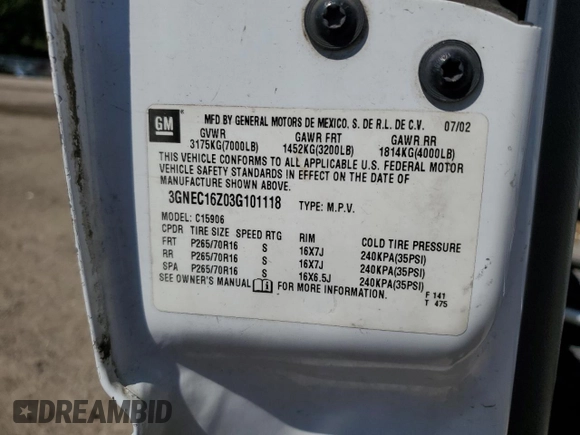 GM
MFD BY GENERAL MOTORS DE MEXICO, S. DE R.L. DE C.V. 07/02
GVWR GAWR FRT GAWR RR
3175KG(7000LB) 1452KG(3200LB) 1814KG(4000LB)
THIS VEHICLE CONFORMS TO ALL APPLICABLE U.S. FEDERAL MOTOR
VEHICLE SAFETY STANDARDS IN EFFECT ON THE DATE OF
MANUFACTURE SHOWN ABOVE.
3GNEC16Z03G101118 TYPE: M.P.V.
MODEL: C15906
CPDR TIRE SIZE SPEED RTG RIM COLD TIRE PRESSURE
FRT P265/70R16 S 16X7J 240KPA(35PSI)
RR P265/70R16 S 16X7J 240KPA(35PSI)
SPA P265/70R16 S 16X6.5J 240KPA(35PSI)
SEE OWNER'S MANUAL FOR MORE INFORMATION.
F 141
T 475
DREAMBID